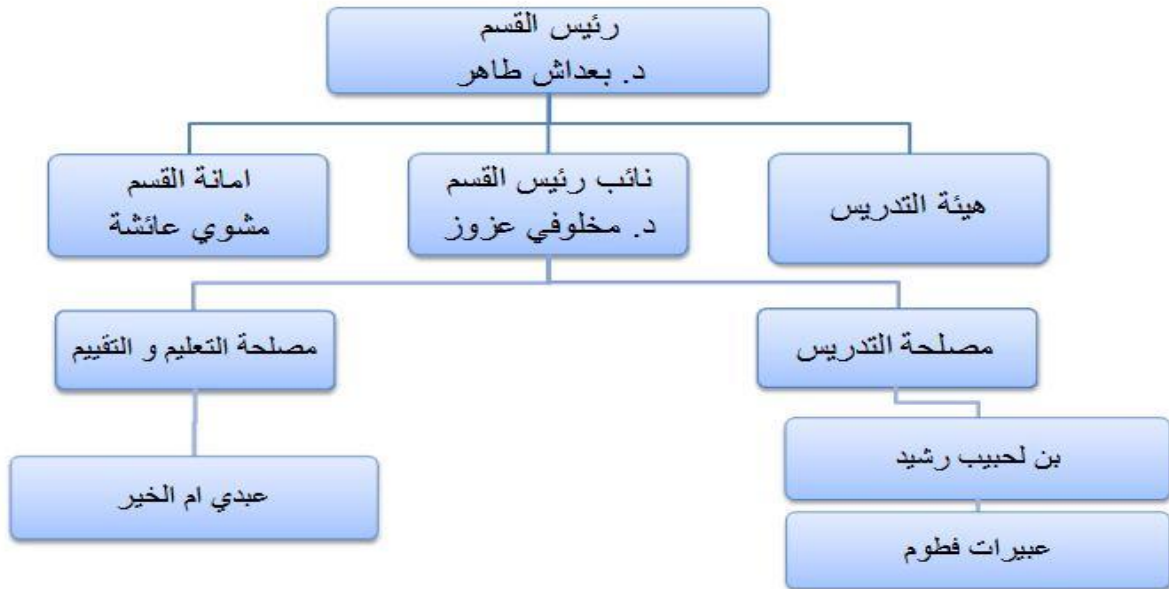 رئيس القسم
د. بعداش طاهر
هيئة التدريس
نائب رئيس القسم
د. مخلوفي عزوز
امانة القسم
مشوي عائشة
مصلحة التدريس
مصلحة التعليم و التقييم
بن لحبيب رشيد
عبيرات فطوم
عبدي ام الخير